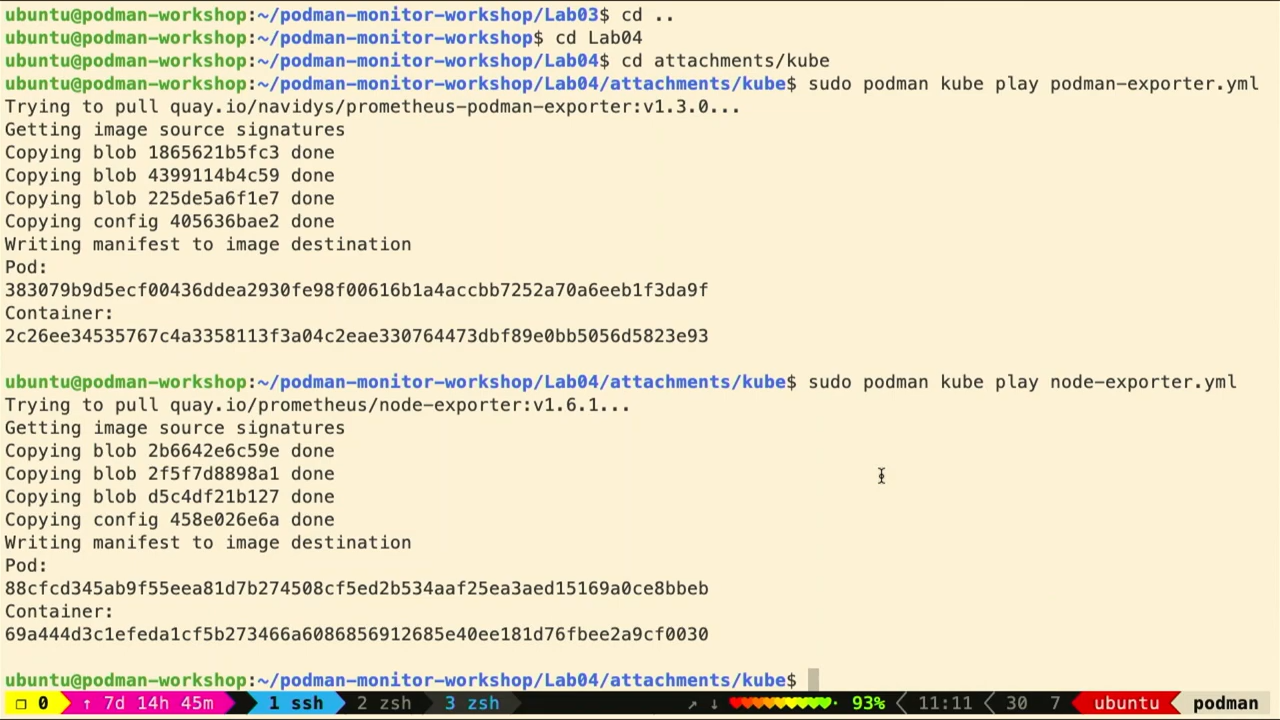 ubuntu@podman-workshop:~/podman-monitor-workshop/Lab03$ cd ..
ubuntu@podman-workshop:~/podman-monitor-workshop$ cd Lab04
ubuntu@podman-workshop:~/podman-monitor-workshop/Lab04$ cd attachments/kube
ubuntu@podman-workshop:~/podman-monitor-workshop/Lab04/attachments/kube$ sudo podman kube play podman-exporter.yml
Trying to pull quay.io/navidys/prometheus-podman-exporter:v1.3.0...
Getting image source signatures
Copying blob 1865621b5fc3 done
Copying blob 4399114b4c59 done
Copying blob 225de5a6f1e7 done
Copying config 405636bae2 done
Writing manifest to image destination
Pod:
383079b9d5ecf00436ddea2930fe98f00616b1a4accbb7252a70a6eeb1f3da9f
Container:
2c26ee34535767c4a3358113f3a04c2eae330764473dbf89e0bb5056d5823e93
ubuntu@podman-workshop:~/podman-monitor-workshop/Lab04/attachments/kube$ sudo podman kube play node-exporter.yml
Trying to pull quay.io/prometheus/node-exporter:v1.6.1...
Getting image source signatures
Copying blob 2b6642e6c59e done
Copying blob 2f5f7d8898a1 done
Copying blob d5c4df21b127 done
Copying config 458e026e6a done
Writing manifest to image destination
Pod:
88cfcd345ab9f55eea81d7b274508cf5ed2b534aaf25ea3aed15169a0ce8bbeb
Container:
69a444d3c1efeda1cf5b273466a6086856912685e40ee181d76fbee2a9cf0030
ubuntu@podman-workshop:~/podman-monitor-workshop/Lab04/attachments/kube$
❐ 0 ↑ 7d 14h 45m 1 ssh 2 zsh 3 zsh ↗ ↓ ♥♥♥♥♥♥♥♥♥· 93% 11:11 30 7 ubuntu podman